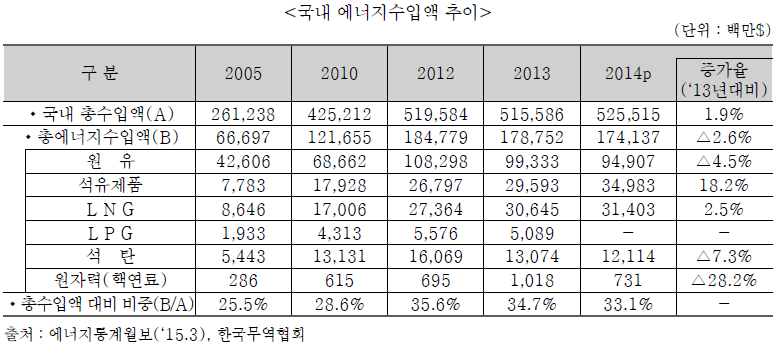 <국내 에너지수입액 추이>
(단위 : 백만$)
구 분 2005 2010 2012 2013 2014p 증가율
(‘13년대비)
◆ 국내 총수입액(A) 261,238 425,212 519,584 515,586 525,515 1.9%
◆ 총에너지수입액(B) 66,697 121,655 184,779 178,752 174,137 △2.6%
원 유 42,606 68,662 108,298 99,333 94,907 △4.5%
석유제품 7,783 17,928 26,797 29,593 34,983 18.2%
L N G 8,646 17,006 27,364 30,645 31,403 2.5%
L P G 1,933 4,313 5,576 5,089 － －
석 탄 5,443 13,131 16,069 13,074 12,114 △7.3%
원자력(핵연료) 286 615 695 1,018 731 △28.2%
◆ 총수입액 대비 비중(B/A) 25.5% 28.6% 35.6% 34.7% 33.1% －
출처 : 에너지통계월보(‘15.3), 한국무역협회